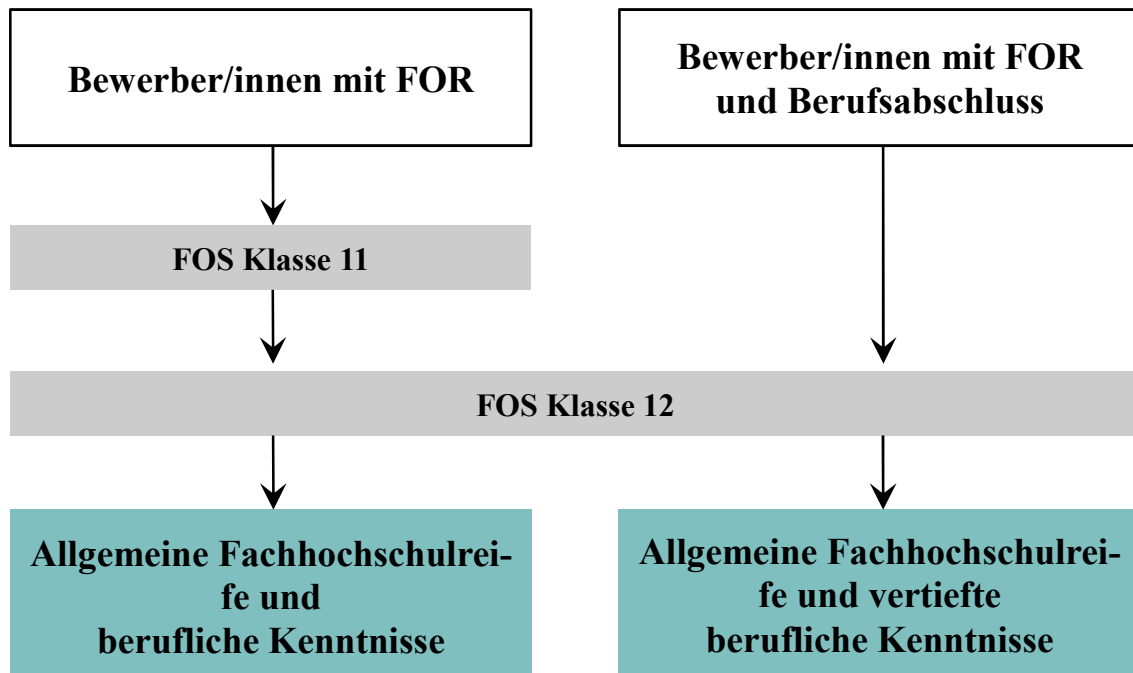 Bewerber/innen mit FOR
Bewerber/innen mit FOR
und Berufsabschluss
FOS Klasse 11
FOS Klasse 12
Allgemeine Fachhochschulrei-
fe und
berufliche Kenntnisse
Allgemeine Fachhochschulrei-
fe und vertiefte
berufliche Kenntnisse